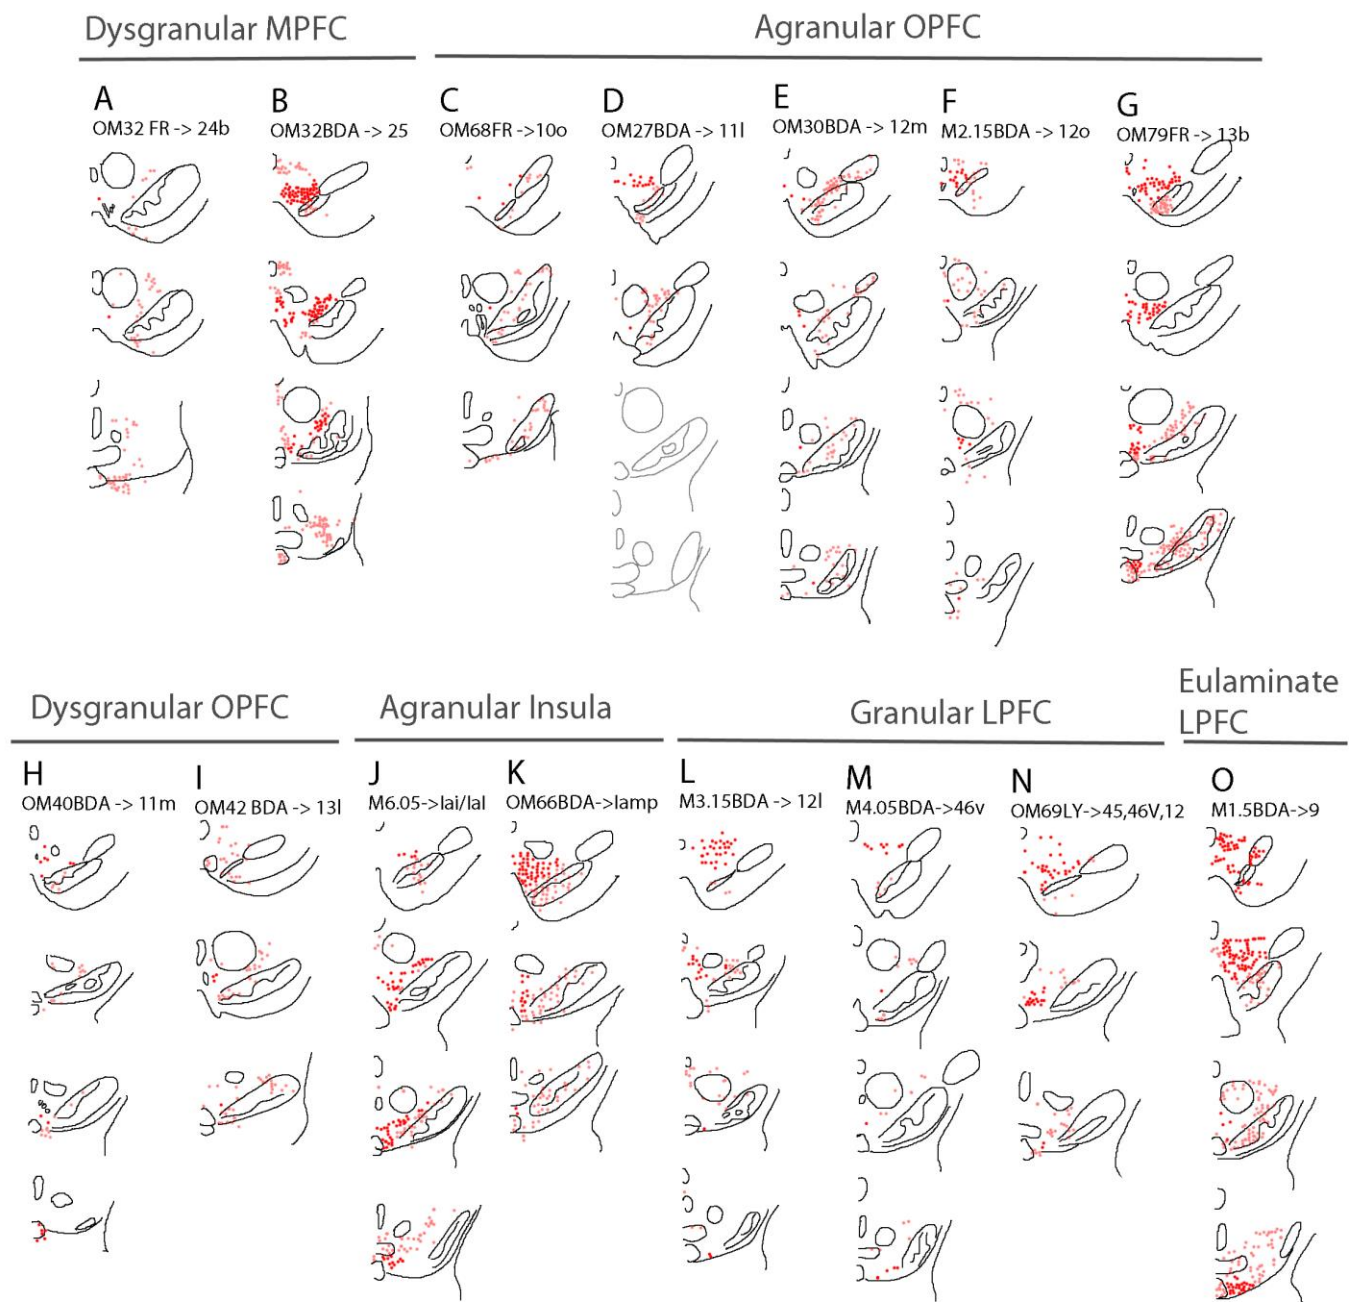 Dysgranular MPFC
Agranular OPFC
A
B
C
D
E
F
G
OM32 FR -> 24b
OM32BDA -> 25
OM68FR ->10o
OM27BDA -> 11l
OM30BDA -> 12m
M2.15BDA -> 12o
OM79FR -> 13b
Dysgranular OPFC
Agranular Insula
Granular LPFC
Eulaminate
LPFC
H
I
J
K
L
M
N
O
OM40BDA -> 11m
OM42 BDA -> 13l
M6.05->Iai/Ial
OM66BDA->Iamp
M3.15BDA -> 12l
M4.05BDA->46v
OM69LY->45,46V,12
M1.5BDA->9